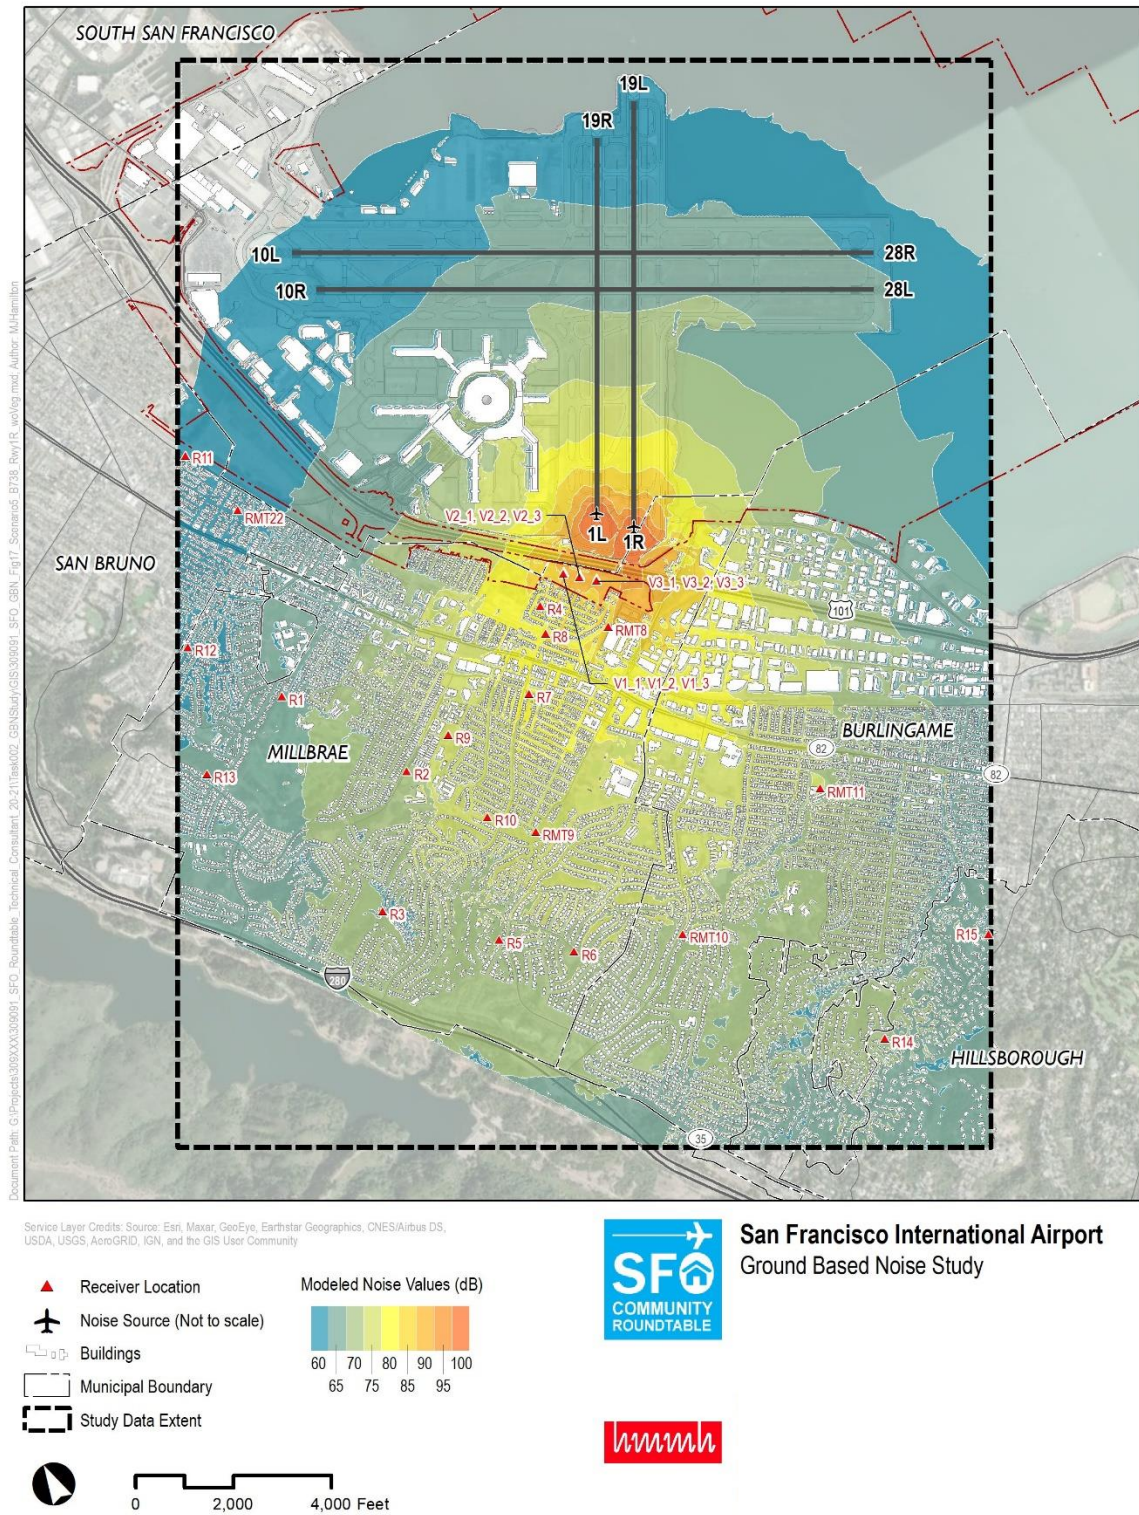 SOUTH SAN FRANCISCO
19L
19R
10L
28R
10R
28L
R11
V2_1, V2_2, V2_3
1L
1R
RMT22
SAN BRUNO
V3_1, V3_2, V3_3
R4
101
RMT8
R8
R12
V1_1, V1_2, V1_3
R1
R7
BURLINGAME
R9
MILLBRAE
82
R2
R13
82
RMT11
R10
RMT9
R3
R5
RMT10
R15
R6
280
R14
HILLSBOROUGH
35
Service Layer Credits: Source: Esri, Maxar, GeoEye, Earthstar Geographics, CNES/Airbus DS,
USDA, USGS, AeroGRID, IGN, and the GIS User Community
Receiver Location
Noise Source (Not to scale)
Buildings
Municipal Boundary
Study Data Extent
Modeled Noise Values (dB)
60 70 80 90 100
65 75 85 95
0 2,000 4,000 Feet
SFO
COMMUNITY
ROUNDTABLE
hmmh
San Francisco International Airport
Ground Based Noise Study